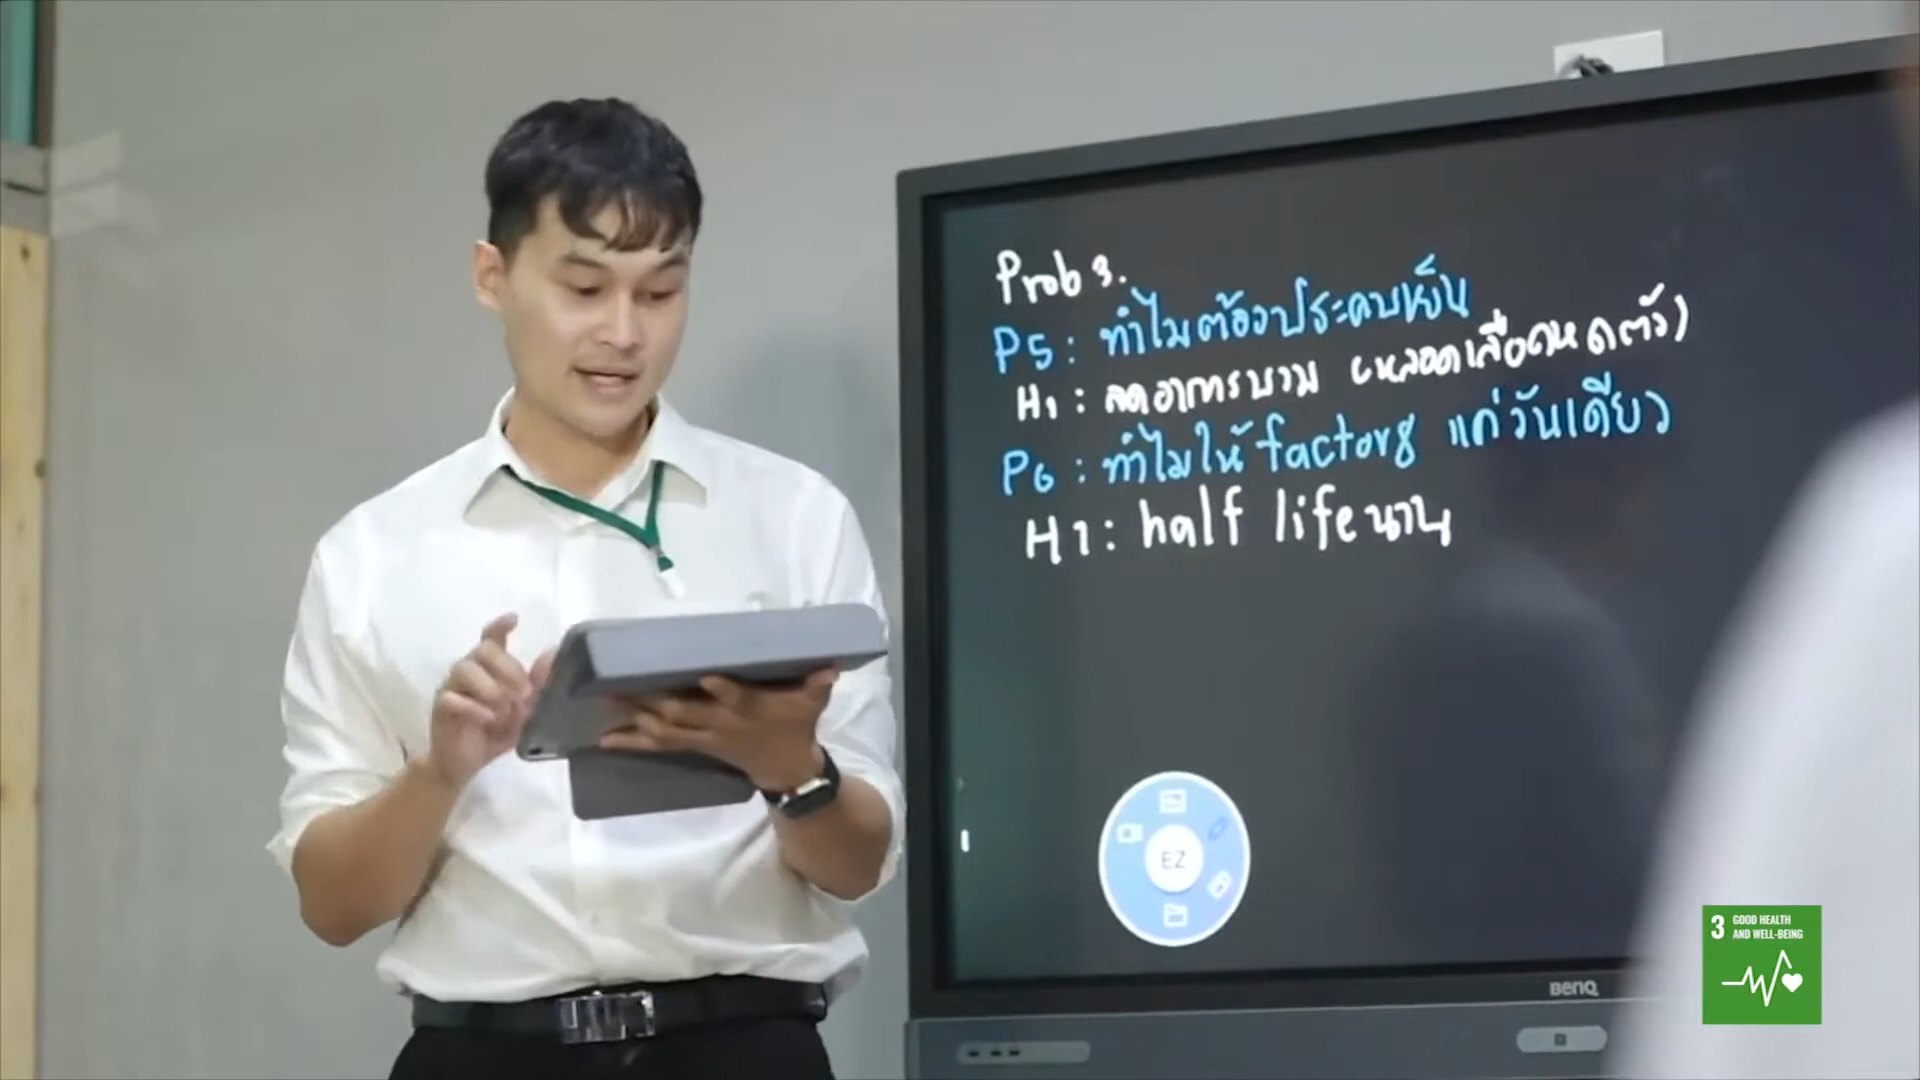 Prob 3.
P5 : ทำไมต้องประคบเย็น
H1 : ลดอาการบวม (หลอดเลือดหดตัว)
P6 : ทำไมให้ factor8 แค่วันเดียว
H1 : half life นาน
EZ
BenQ
3 GOOD HEALTH
AND WELL-BEING